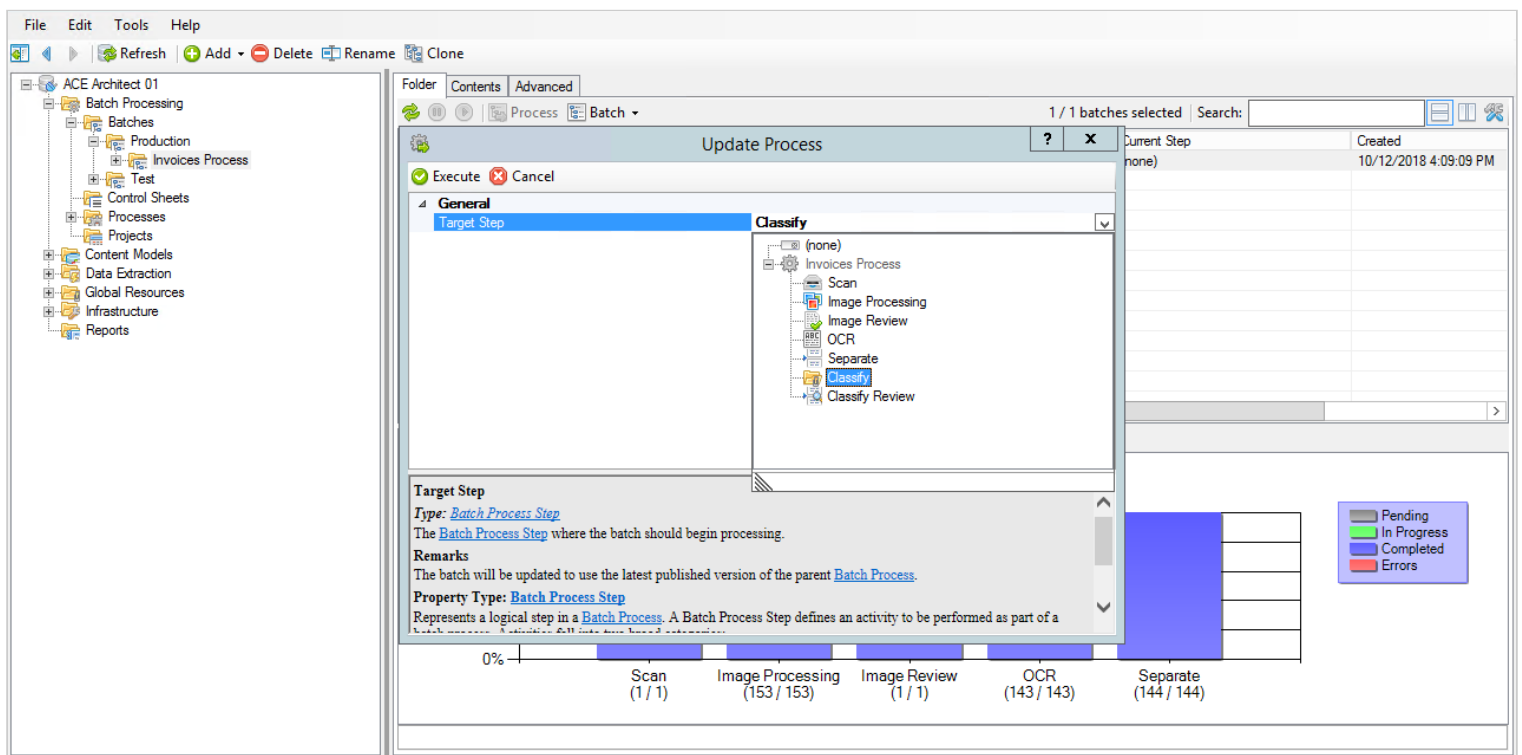 File Edit Tools Help
Refresh Add Delete Rename Clone
ACE Architect 01
Batch Processing
Batches
Production
Invoices Process
Test
Control Sheets
Processes
Projects
Content Models
Data Extraction
Global Resources
Infrastructure
Reports
Folder Contents Advanced
Process Batch 1 / 1 batches selected Search:
Current Step Created
(none) 10/12/2018 4:09:09 PM
Update Process ? X
Execute Cancel
General
Target Step Classify
(none)
Invoices Process
Scan
Image Processing
Image Review
OCR
Separate
Classify
Classify Review
Target Step
Type: Batch Process Step
The Batch Process Step where the batch should begin processing.
Remarks
The batch will be updated to use the latest published version of the parent Batch Process.
Property Type: Batch Process Step
Represents a logical step in a Batch Process. A Batch Process Step defines an activity to be performed as part of a
Pending
In Progress
Completed
Errors
0%
Scan Image Processing Image Review OCR Separate
(1 / 1) (153 / 153) (1 / 1) (143 / 143) (144 / 144)